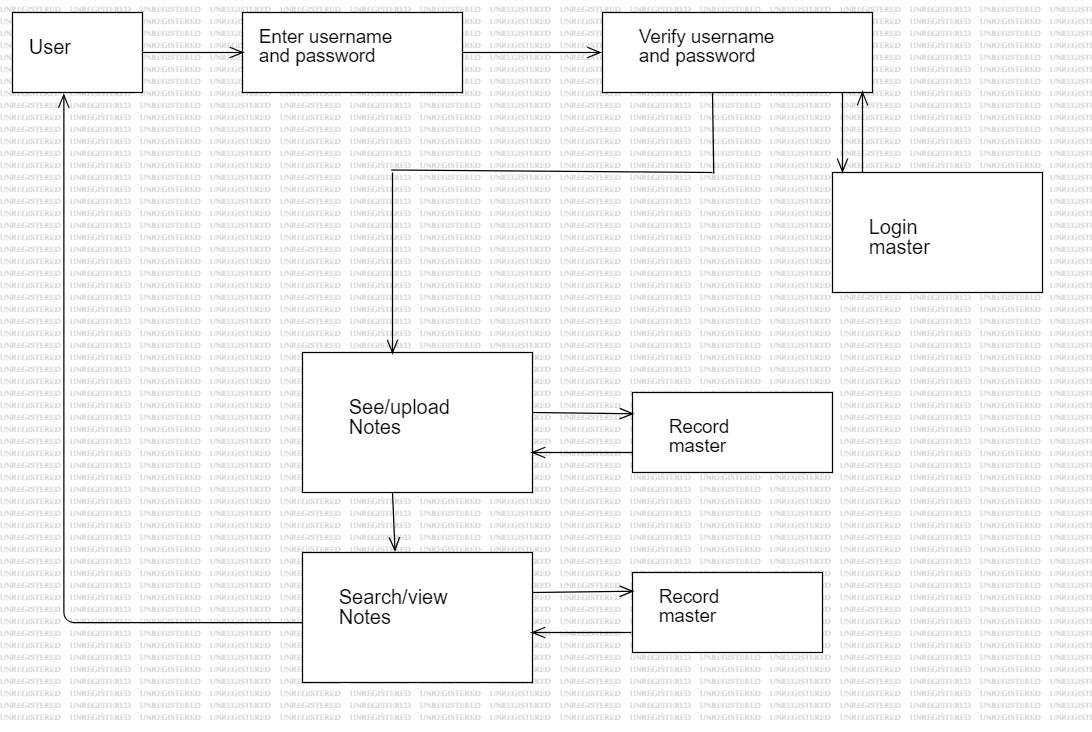 User
Enter username
and password
Verify username
and password
Login
master
See/upload
Notes
Record
master
Search/view
Notes
Record
master
UNREGISTERED